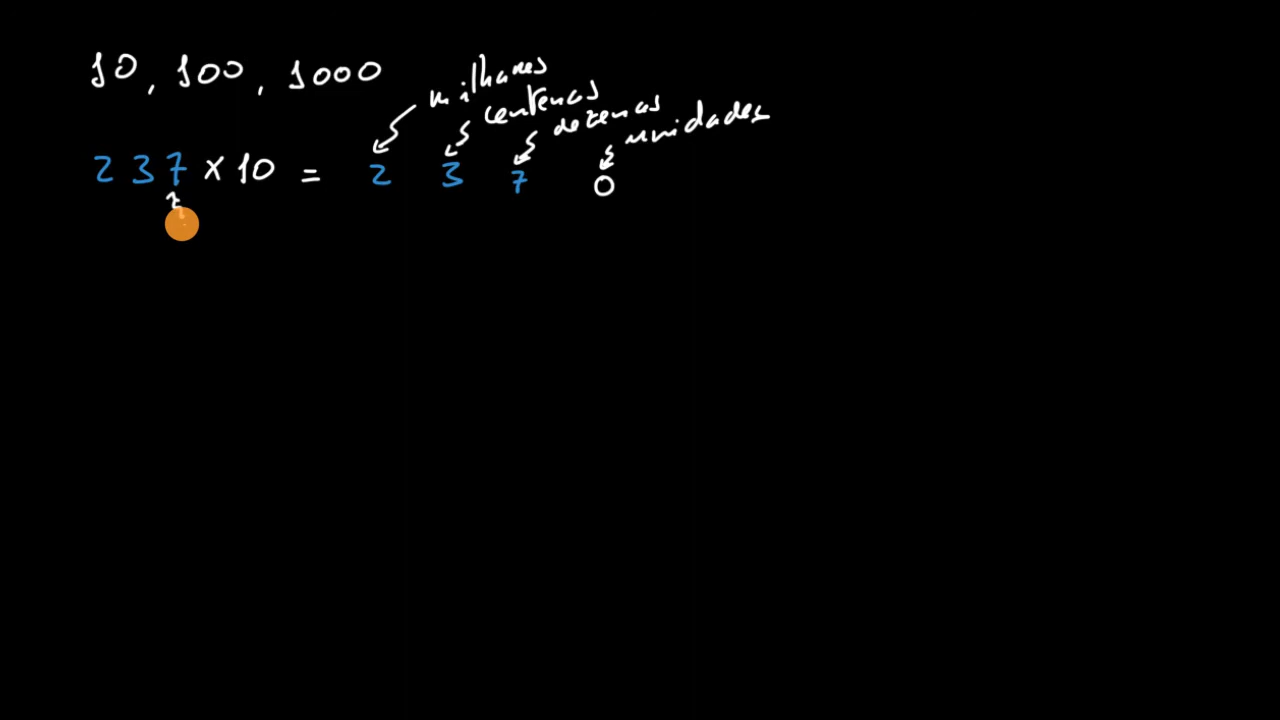 10, 100, 1000
milhares
centenas
dezenas
unidades
237 × 10 = 2 3 7 0